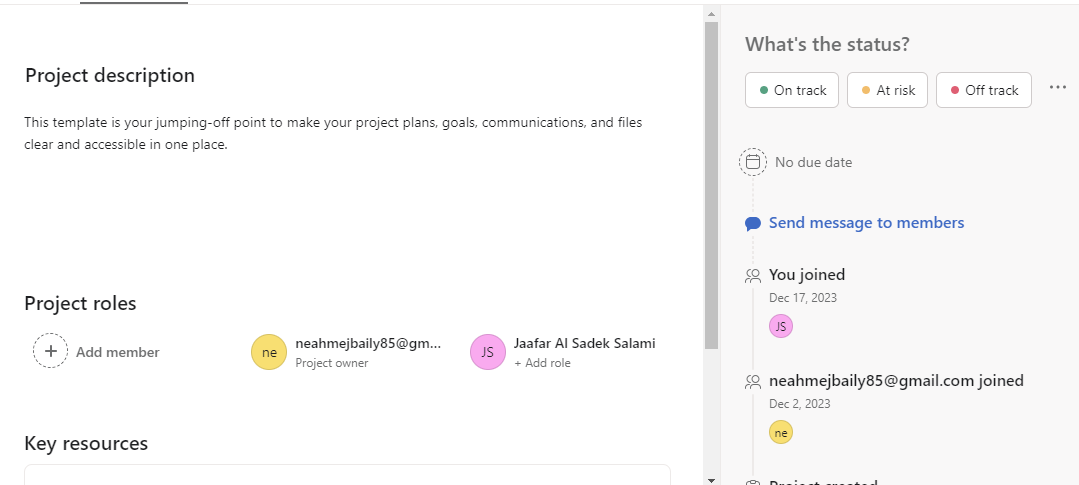 Project description
This template is your jumping-off point to make your project plans, goals, communications, and files
clear and accessible in one place.
Project roles
Add member
ne
neahmejbaily85@gm...
Project owner
JS
Jaafar Al Sadek Salami
+ Add role
Key resources
What's the status?
On track
At risk
Off track
No due date
Send message to members
You joined
Dec 17, 2023
JS
neahmejbaily85@gmail.com joined
Dec 2, 2023
ne
Project created